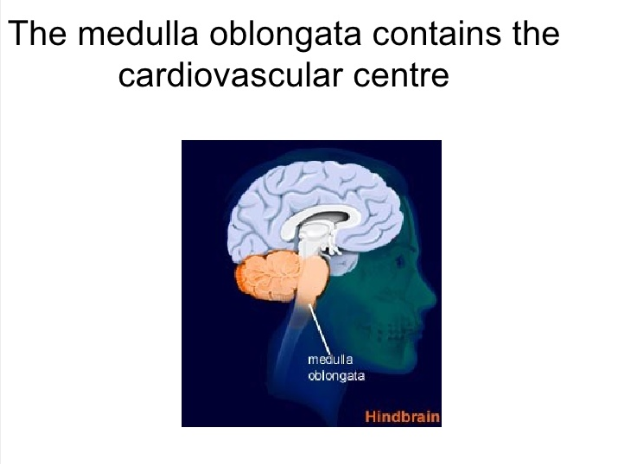 The medulla oblongata contains the
cardiovascular centre
medulla
oblongata
Hindbrain